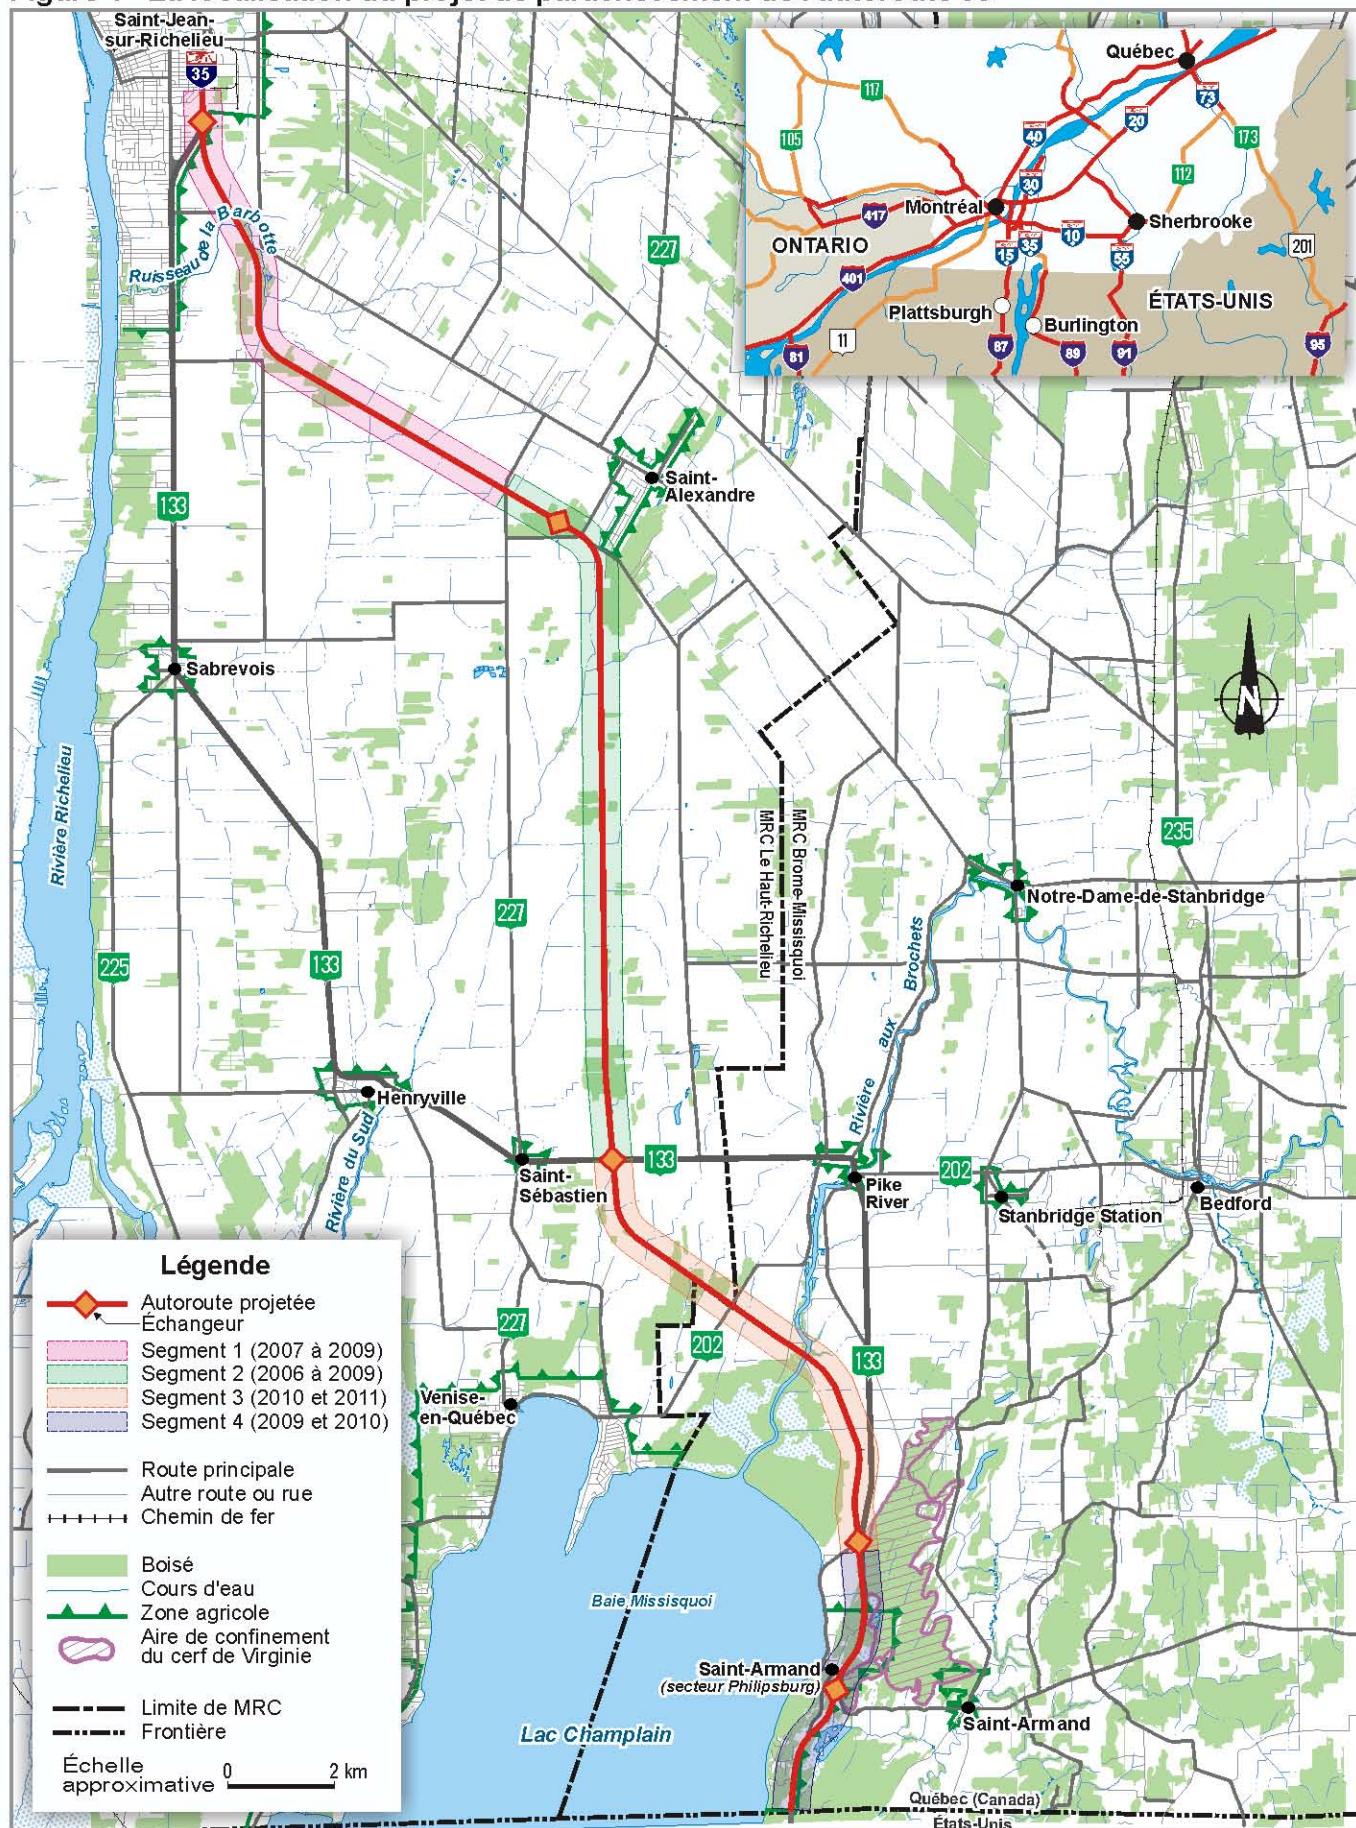 Saint-Jean-
sur-Richelieu
35
Ruisseau de la Barbotte
227
133
Saint-
Alexandre
Sabrevois
Rivière Richelieu
225
133
227
MRC Brome-Missisquoi
MRC Le Haut-Richelieu
235
Notre-Dame-de-Stanbridge
Rivière aux Brochets
Henryville
Rivière du Sud
Saint-
Sébastien
133
Pike
River
202
Stanbridge Station
Bedford
227
202
133
Venise-
en-Québec
Baie Missisquoi
Saint-Armand
(secteur Philipsburg)
Saint-Armand
Lac Champlain
Québec (Canada)
États-Unis
N
Québec
117
105
40
20
73
173
112
30
Montréal
417
Sherbrooke
ONTARIO
15
35
10
55
201
401
ÉTATS-UNIS
Plattsburgh
Burlington
11
81
87
89
91
95
Légende
Autoroute projetée
Échangeur
Segment 1 (2007 à 2009)
Segment 2 (2006 à 2009)
Segment 3 (2010 et 2011)
Segment 4 (2009 et 2010)
Route principale
Autre route ou rue
Chemin de fer
Boisé
Cours d'eau
Zone agricole
Aire de confinement
du cerf de Virginie
Limite de MRC
Frontière
Échelle
approximative
0 2 km